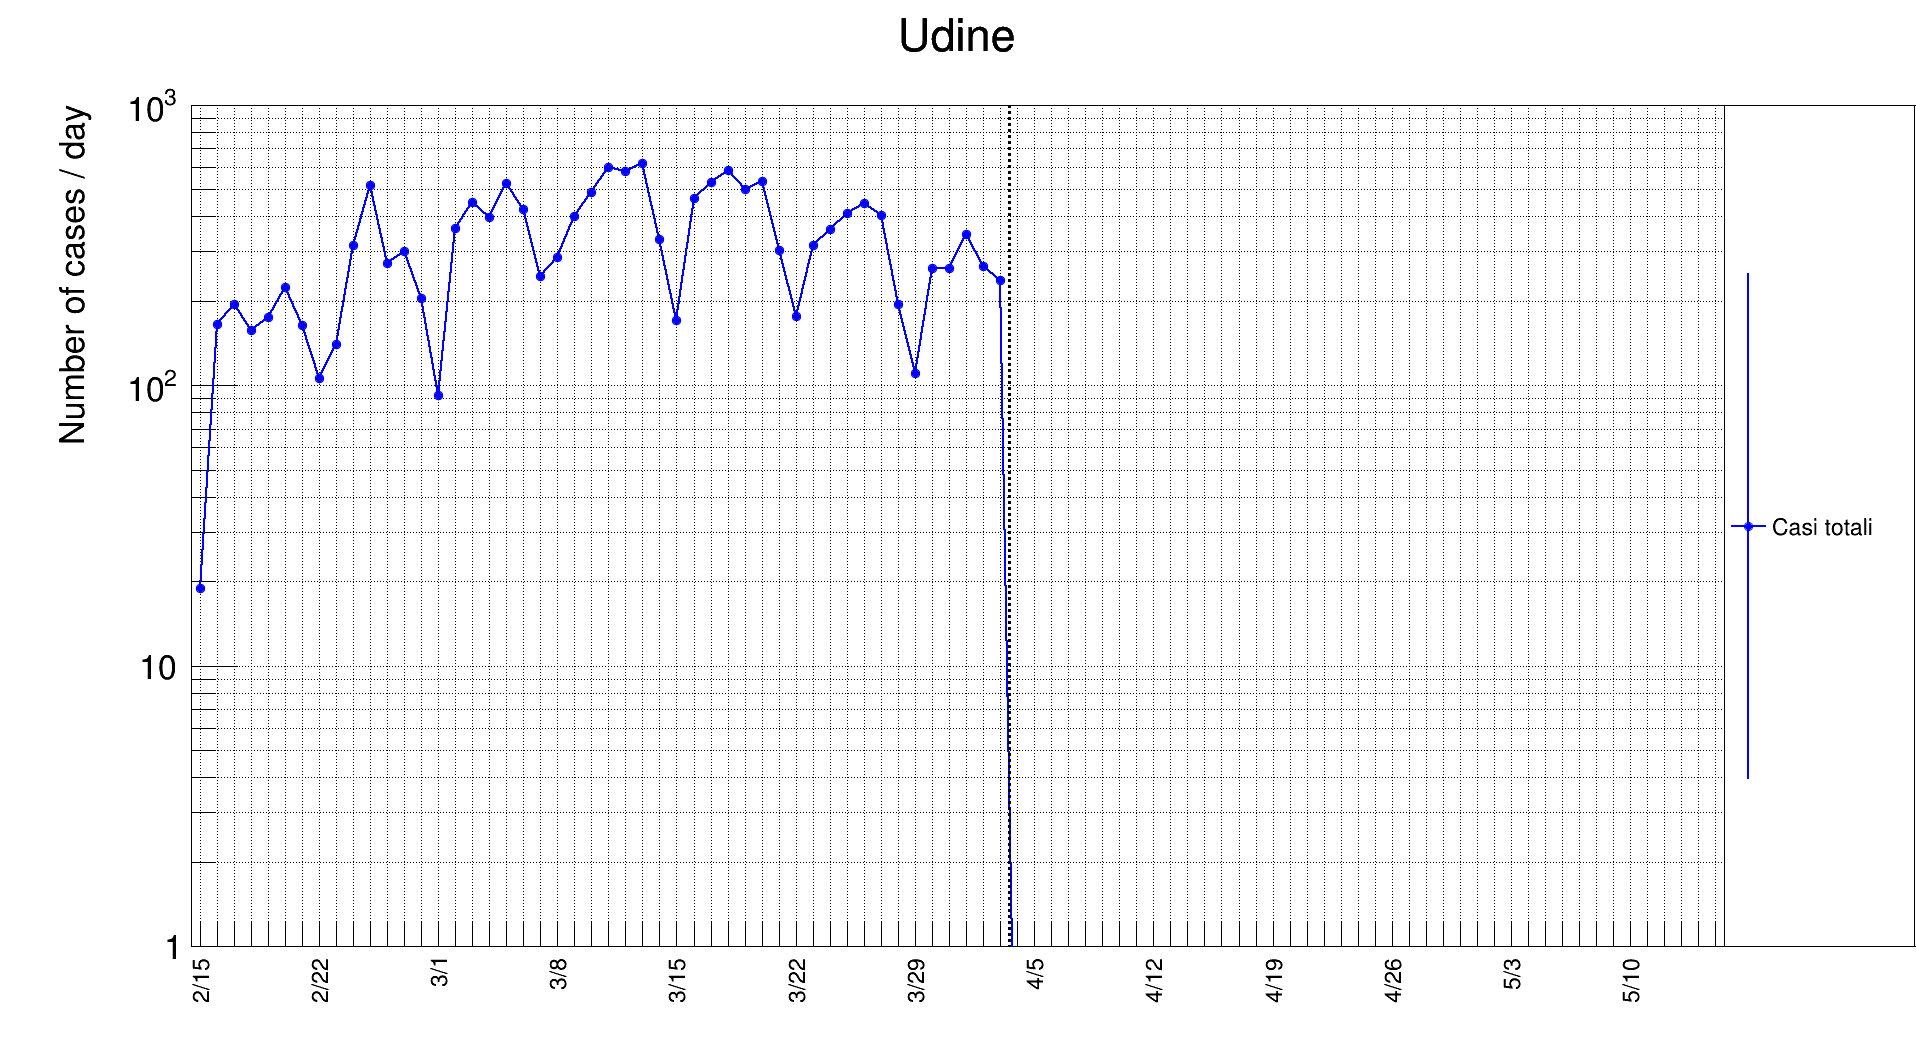 Udine
Number of cases / day
10³
10²
10
1
2/15 2/22 3/1 3/8 3/15 3/22 3/29 4/5 4/12 4/19 4/26 5/3 5/10
Casi totali